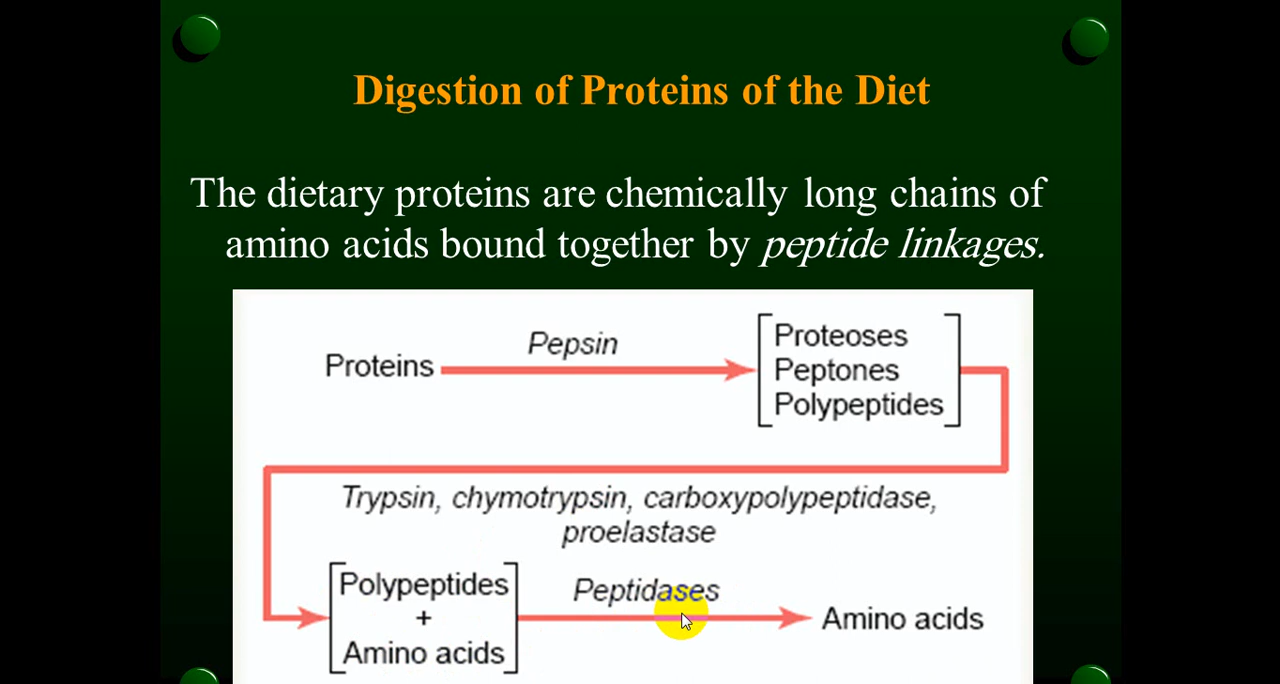 Digestion of Proteins of the Diet
The dietary proteins are chemically long chains of
amino acids bound together by peptide linkages.
Proteins
Pepsin
Proteoses
Peptones
Polypeptides
Trypsin, chymotrypsin, carboxypolypeptidase,
proelastase
Polypeptides
+
Amino acids
Peptidases
Amino acids